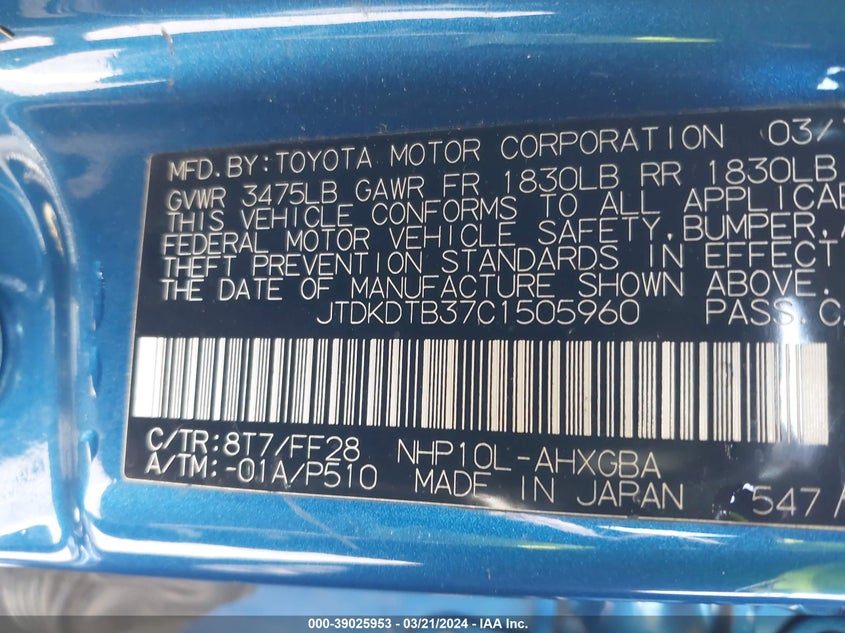 MFD.BY:TOYOTA MOTOR CORPORATION 03/
GVWR 3475LB GAWR FR 1830LB RR 1830LB
THIS VEHICLE CONFORMS TO ALL APPLICAB
FEDERAL MOTOR VEHICLE SAFETY,BUMPER,
THEFT PREVENTION STANDARDS IN EFFECT
THE DATE OF MANUFACTURE SHOWN ABOVE.
JTDKDTB37C1505960 PASS.CA
C/TR:8T7/FF28 NHP10L-AHXGBA
A/TM:-01A/P510 MADE IN JAPAN 547
000-39025953 / 03/21/2024 - IAA Inc.